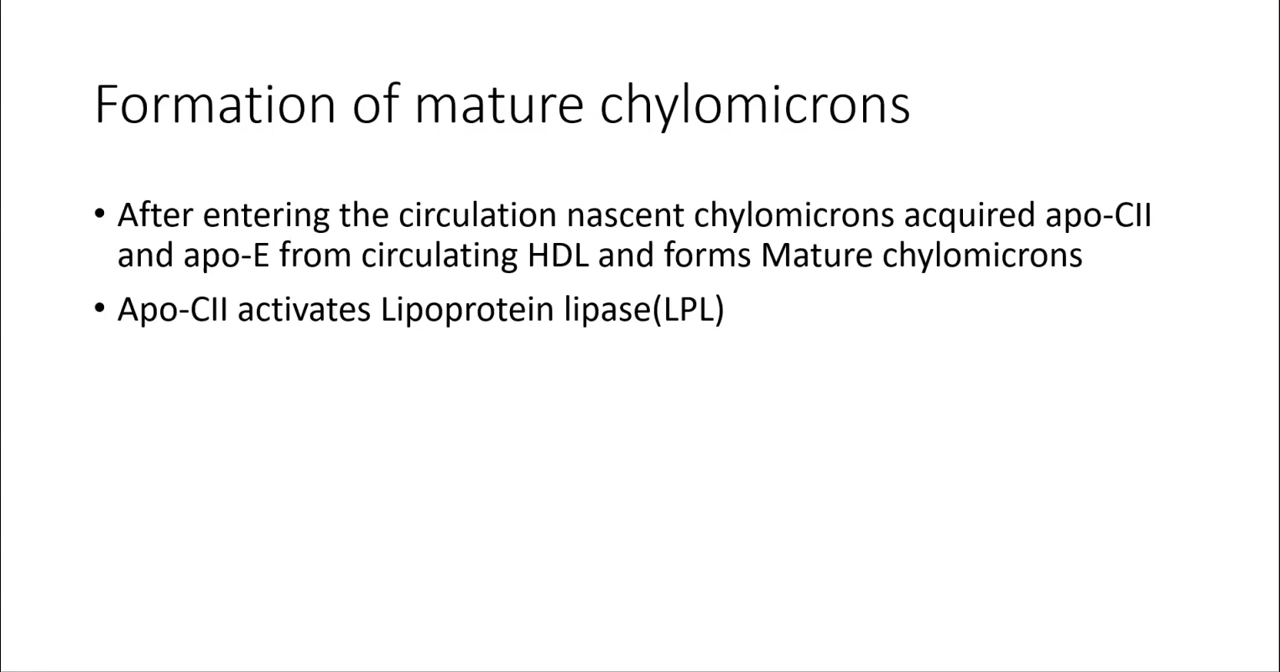 Formation of mature chylomicrons
• After entering the circulation nascent chylomicrons acquired apo-CII
and apo-E from circulating HDL and forms Mature chylomicrons
• Apo-CII activates Lipoprotein lipase(LPL)